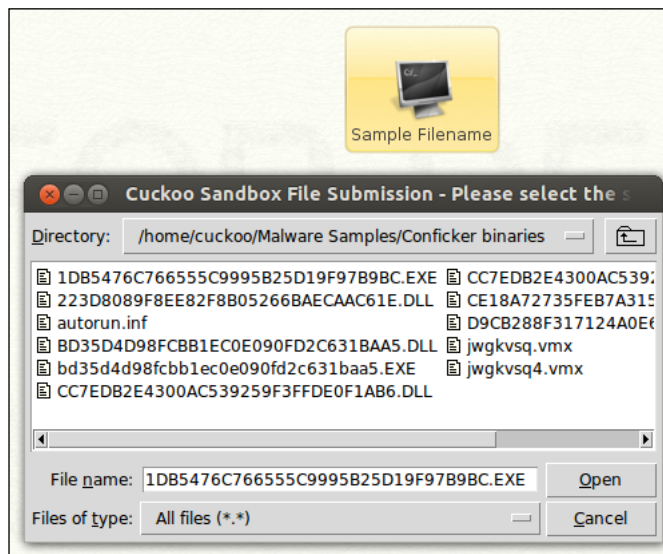 Sample Filename
Cuckoo Sandbox File Submission - Please select the s
Directory: /home/cuckoo/Malware Samples/Conficker binaries
1DB5476C766555C9995B25D19F97B9BC.EXE
223D8089F8EE82F8B05266BAECAAC61E.DLL
autorun.inf
BD35D4D98FCBB1EC0E090FD2C631BAA5.DLL
bd35d4d98fcbb1ec0e090fd2c631baa5.EXE
CC7EDB2E4300AC539259F3FFDE0F1AB6.DLL
CC7EDB2E4300AC5392
CE18A72735FEB7A315
D9CB288F317124A0E6
jwgkvsq.vmx
jwgkvsq4.vmx
File name: 1DB5476C766555C9995B25D19F97B9BC.EXE Open
Files of type: All files (*.*) Cancel